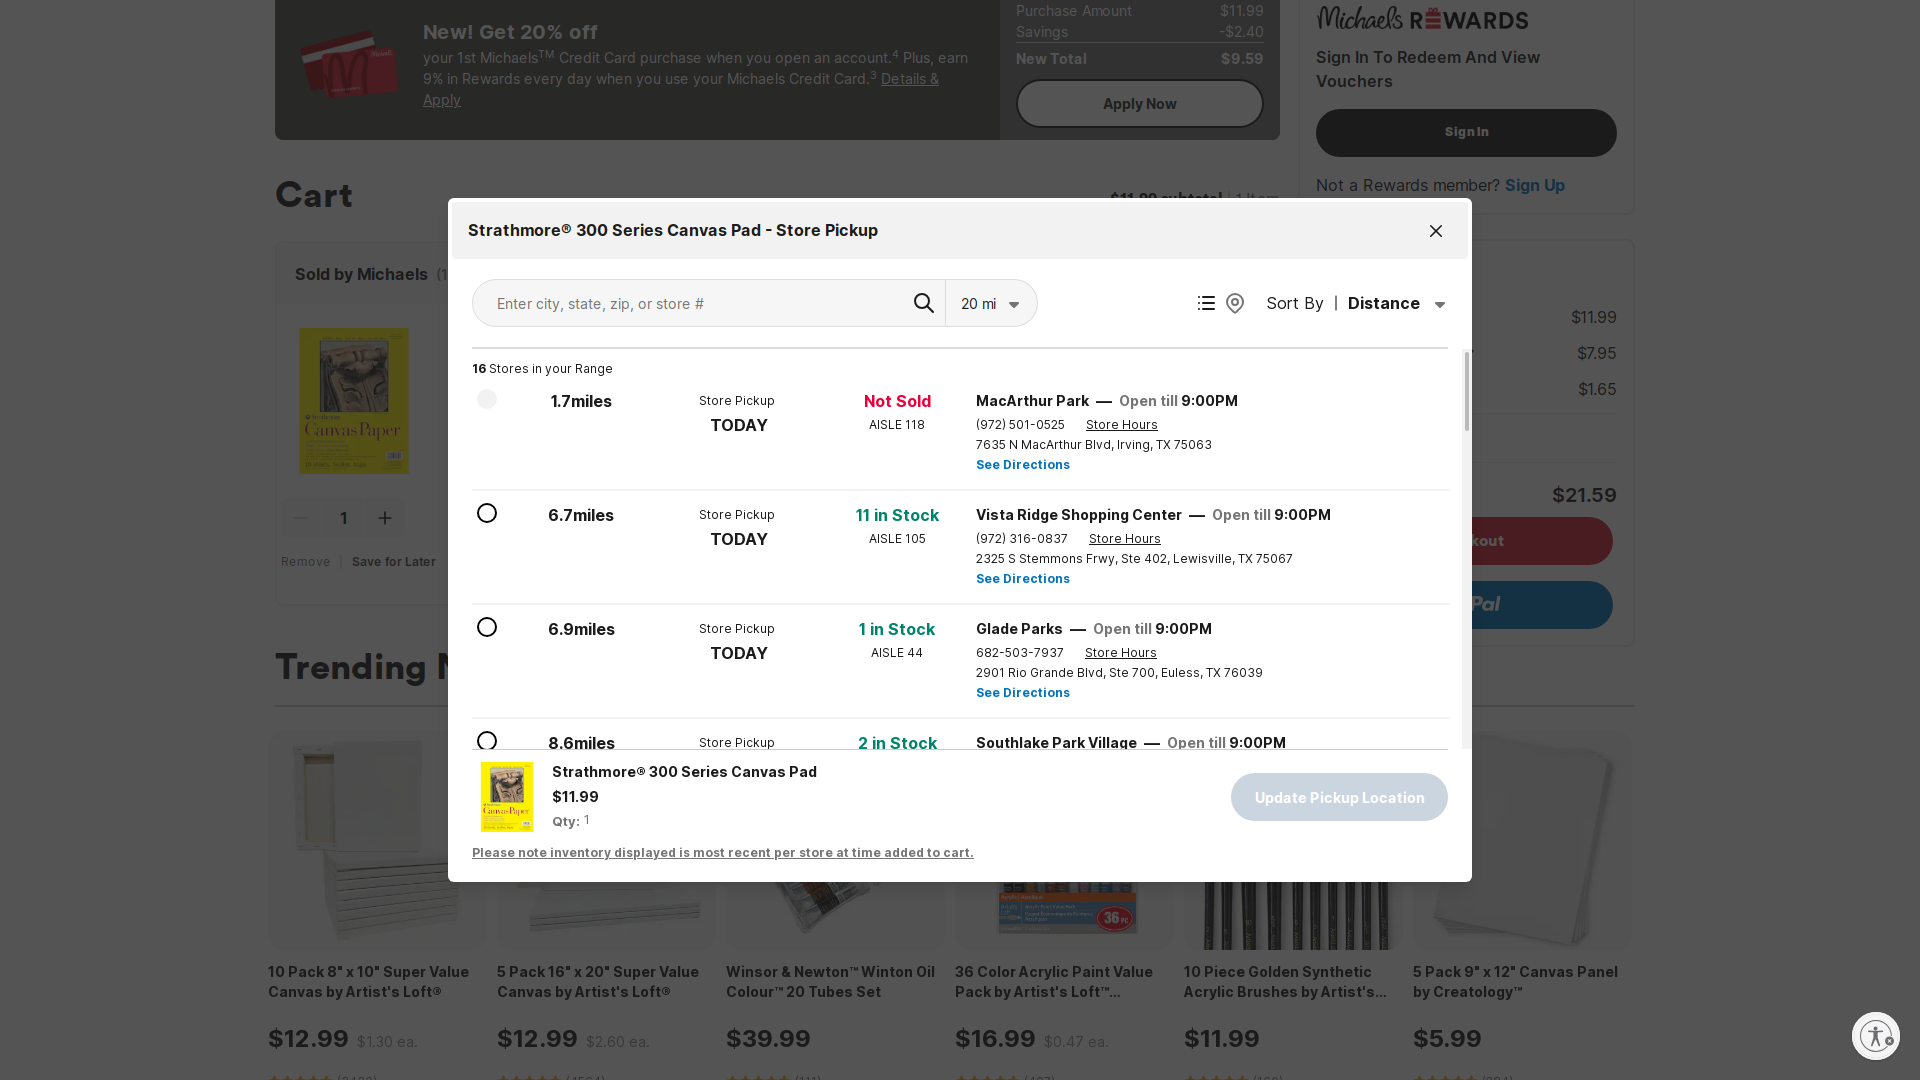 New! Get 20% off
your 1st Michaels™ Credit Card purchase when you open an account.⁴ Plus, earn
9% in Rewards every day when you use your Michaels Credit Card.³ Details &
Apply
Purchase Amount $11.99
Savings -$2.40
New Total $9.59
Apply Now
Michaels REWARDS
Sign In To Redeem And View
Vouchers
Sign In
Not a Rewards member? Sign Up
Cart
Sold by Michaels
1
Remove | Save for Later
$11.99
$7.95
$1.65
$21.59
Strathmore® 300 Series Canvas Pad - Store Pickup
Enter city, state, zip, or store #
20 mi
Sort By | Distance
16 Stores in your Range
1.7miles
Store Pickup
TODAY
Not Sold
AISLE 118
MacArthur Park — Open till 9:00PM
(972) 501-0525 Store Hours
7635 N MacArthur Blvd, Irving, TX 75063
See Directions
6.7miles
Store Pickup
TODAY
11 in Stock
AISLE 105
Vista Ridge Shopping Center — Open till 9:00PM
(972) 316-0837 Store Hours
2325 S Stemmons Frwy, Ste 402, Lewisville, TX 75067
See Directions
6.9miles
Store Pickup
TODAY
1 in Stock
AISLE 44
Glade Parks — Open till 9:00PM
682-503-7937 Store Hours
2901 Rio Grande Blvd, Ste 700, Euless, TX 76039
See Directions
8.6miles
Store Pickup
2 in Stock
Southlake Park Village — Open till 9:00PM
Strathmore® 300 Series Canvas Pad
$11.99
Qty: 1
Update Pickup Location
Please note inventory displayed is most recent per store at time added to cart.
Trending
10 Pack 8" x 10" Super Value
Canvas by Artist's Loft®
$12.99 $1.30 ea.
5 Pack 16" x 20" Super Value
Canvas by Artist's Loft®
$12.99 $2.60 ea.
Winsor & Newton™ Winton Oil
Colour™ 20 Tubes Set
$39.99
36 Color Acrylic Paint Value
Pack by Artist's Loft™...
$16.99 $0.47 ea.
10 Piece Golden Synthetic
Acrylic Brushes by Artist's...
$11.99
5 Pack 9" x 12" Canvas Panel
by Creatology™
$5.99